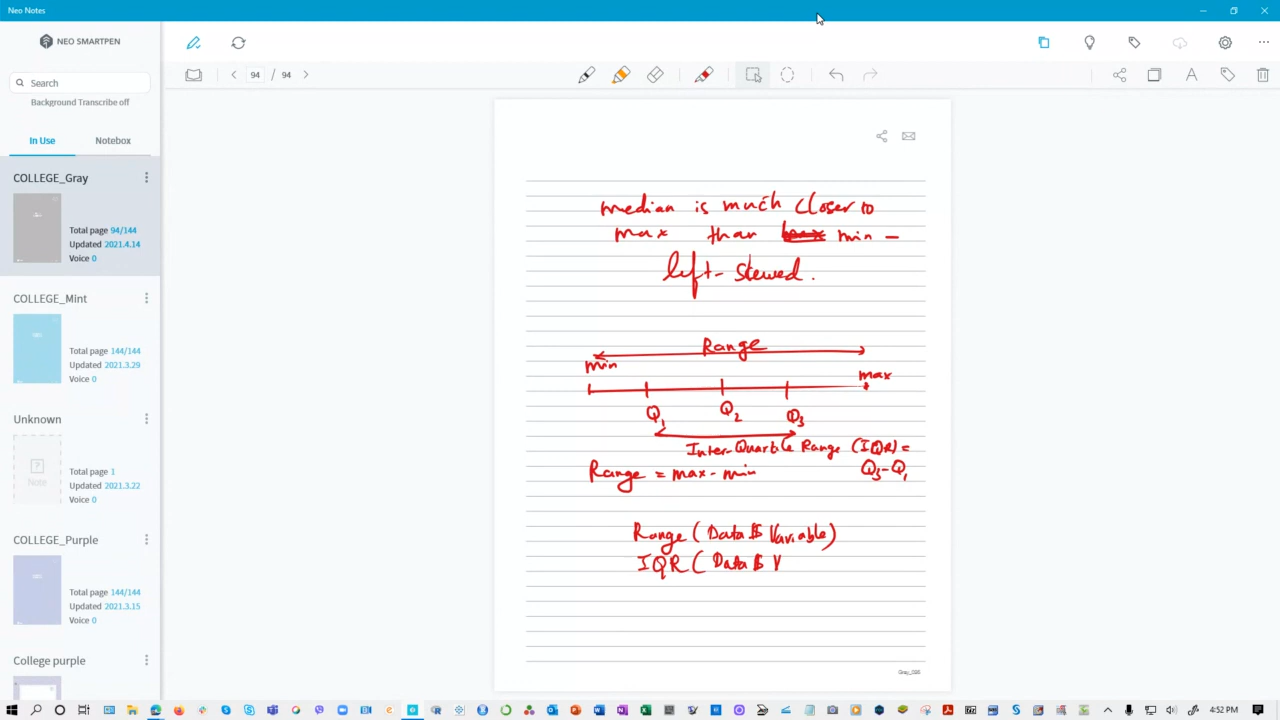 Neo Notes
NEO SMARTPEN
Search
Background Transcribe off
In Use
Notebox
COLLEGE_Gray
Total page 94/144
Updated 2021.4.14
Voice 0
COLLEGE_Mint
Total page 144/144
Updated 2021.3.29
Voice 0
Unknown
?
Note
Total page 1
Updated 2021.3.22
Voice 0
COLLEGE_Purple
Total page 144/144
Updated 2021.3.15
Voice 0
College purple
94 / 94
median is much closer to
max than min -
left-skewed.
Range
min
max
Q1 Q2 Q3
Inter-Quartile Range (IQR) =
Q3-Q1
Range = max - min
Range (Data$ Variable)
IQR ( Data$ V
Gray_095
4:52 PM